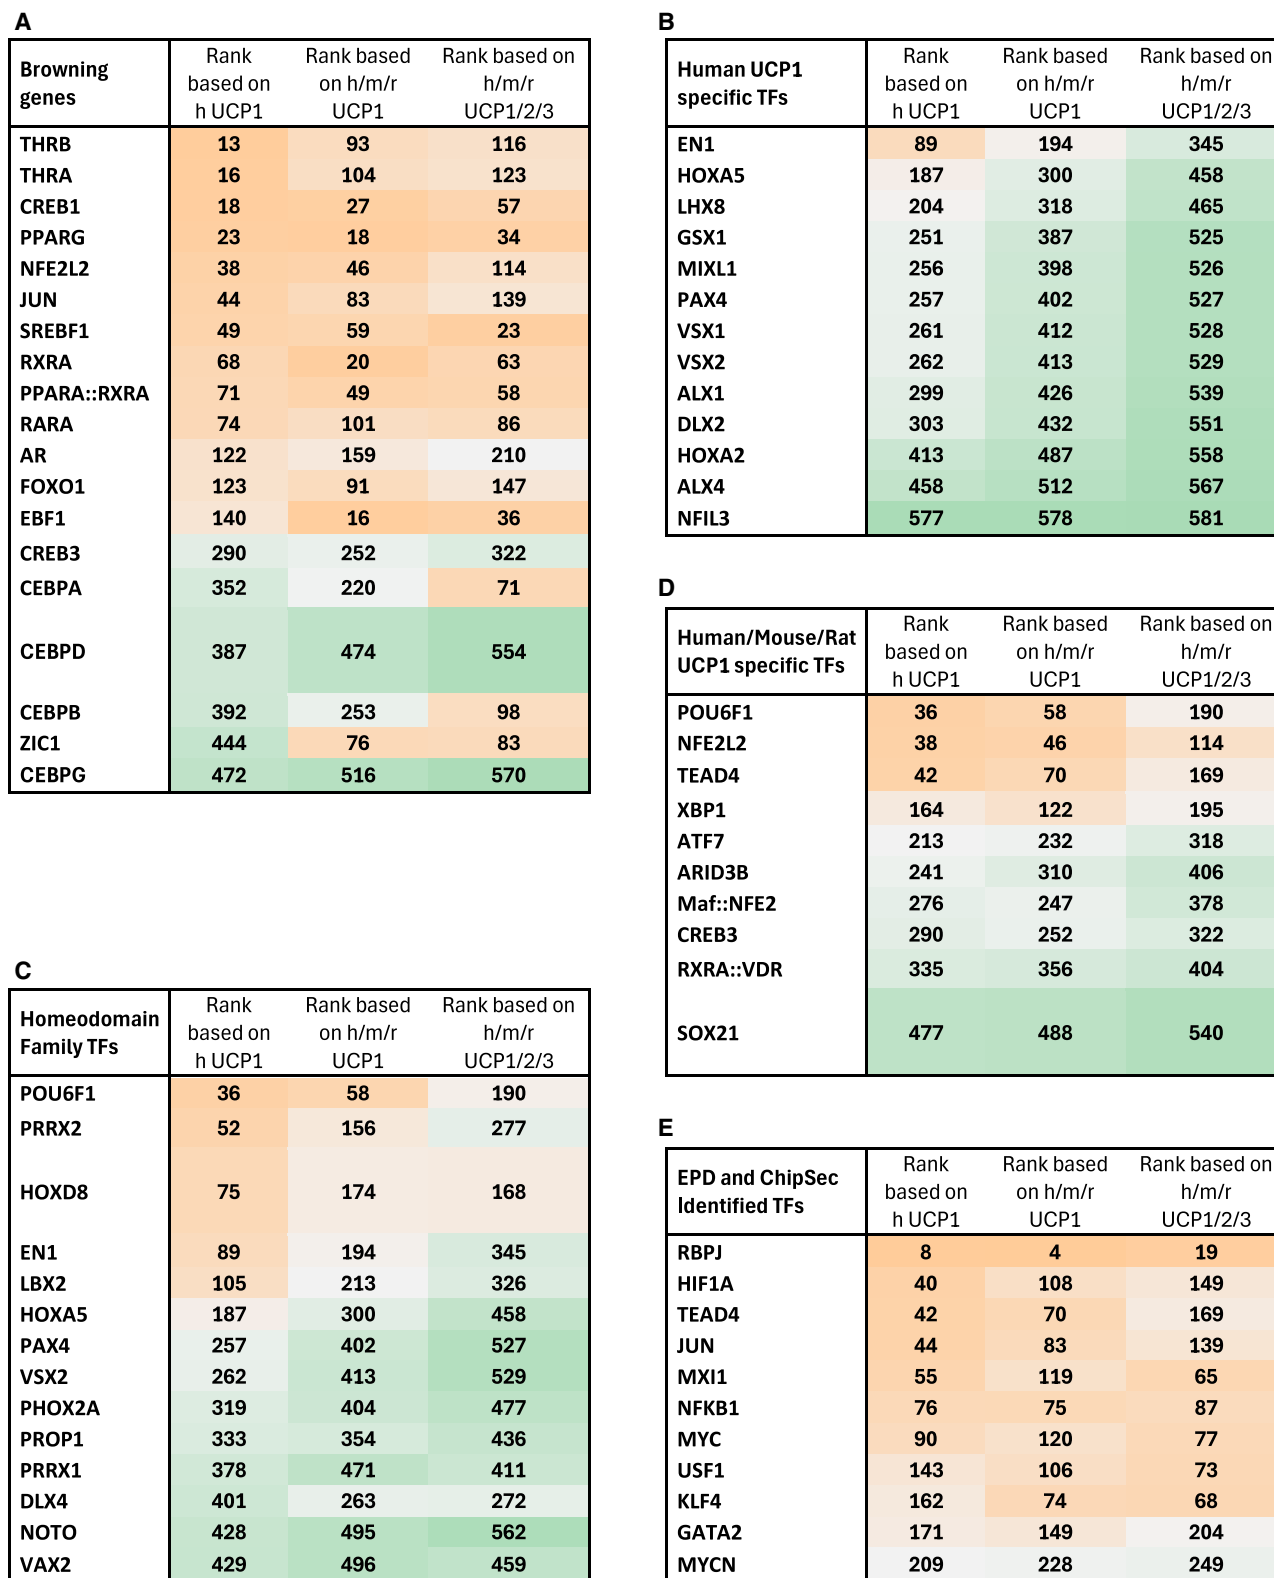 A
Browning genes | Rank based on h UCP1 | Rank based on h/m/r UCP1 | Rank based on h/m/r UCP1/2/3
THRB 13 93 116
THRA 16 104 123
CREB1 18 27 57
PPARG 23 18 34
NFE2L2 38 46 114
JUN 44 83 139
SREBF1 49 59 23
RXRA 68 20 63
PPARA::RXRA 71 49 58
RARA 74 101 86
AR 122 159 210
FOXO1 123 91 147
EBF1 140 16 36
CREB3 290 252 322
CEBPA 352 220 71
CEBPD 387 474 554
CEBPB 392 253 98
ZIC1 444 76 83
CEBPG 472 516 570
B
Human UCP1 specific TFs | Rank based on h UCP1 | Rank based on h/m/r UCP1 | Rank based on h/m/r UCP1/2/3
EN1 89 194 345
HOXA5 187 300 458
LHX8 204 318 465
GSX1 251 387 525
MIXL1 256 398 526
PAX4 257 402 527
VSX1 261 412 528
VSX2 262 413 529
ALX1 299 426 539
DLX2 303 432 551
HOXA2 413 487 558
ALX4 458 512 567
NFIL3 577 578 581
C
Homeodomain Family TFs | Rank based on h UCP1 | Rank based on h/m/r UCP1 | Rank based on h/m/r UCP1/2/3
POU6F1 36 58 190
PRRX2 52 156 277
HOXD8 75 174 168
EN1 89 194 345
LBX2 105 213 326
HOXA5 187 300 458
PAX4 257 402 527
VSX2 262 413 529
PHOX2A 319 404 477
PROP1 333 354 436
PRRX1 378 471 411
DLX4 401 263 272
NOTO 428 495 562
VAX2 429 496 459
D
Human/Mouse/Rat UCP1 specific TFs | Rank based on h UCP1 | Rank based on h/m/r UCP1 | Rank based on h/m/r UCP1/2/3
POU6F1 36 58 190
NFE2L2 38 46 114
TEAD4 42 70 169
XBP1 164 122 195
ATF7 213 232 318
ARID3B 241 310 406
Maf::NFE2 276 247 378
CREB3 290 252 322
RXRA::VDR 335 356 404
SOX21 477 488 540
E
EPD and ChipSec Identified TFs | Rank based on h UCP1 | Rank based on h/m/r UCP1 | Rank based on h/m/r UCP1/2/3
RBPJ 8 4 19
HIF1A 40 108 149
TEAD4 42 70 169
JUN 44 83 139
MXI1 55 119 65
NFKB1 76 75 87
MYC 90 120 77
USF1 143 106 73
KLF4 162 74 68
GATA2 171 149 204
MYCN 209 228 249